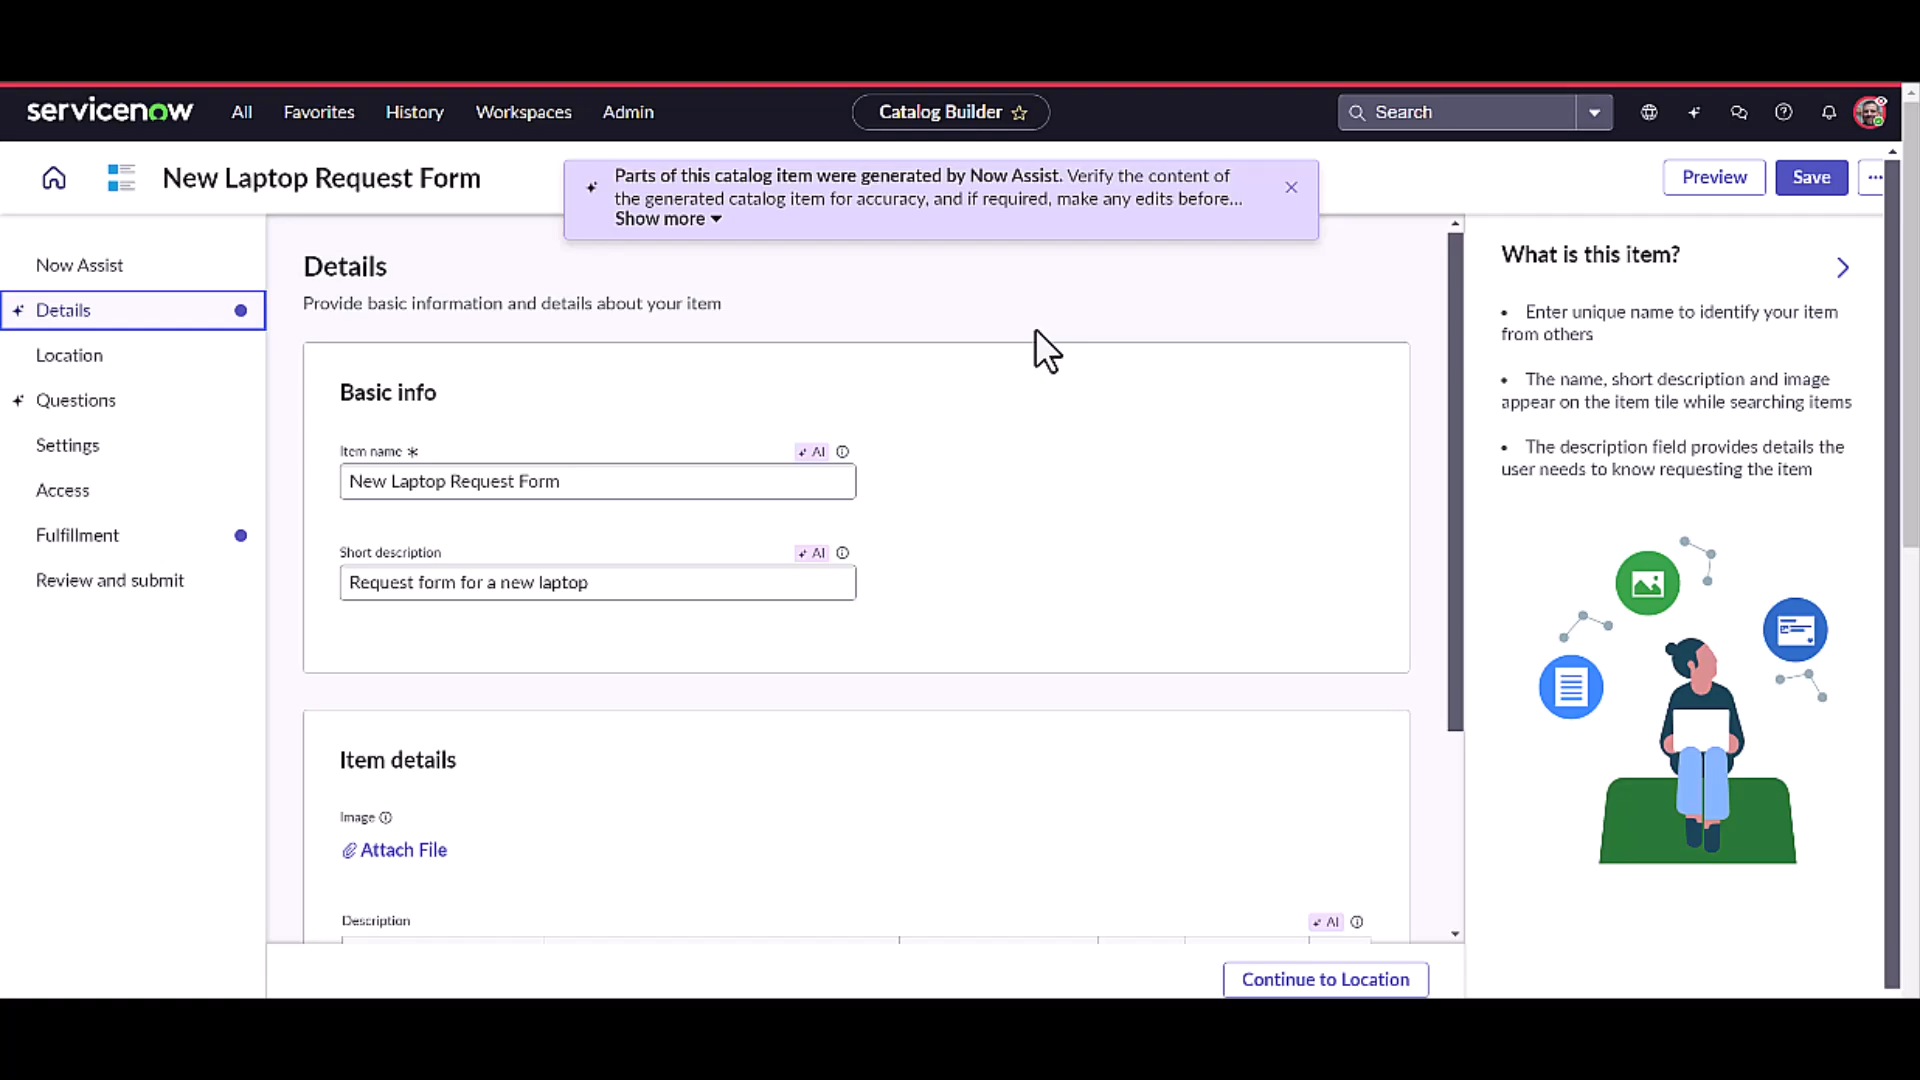 servicenow
All
Favorites
History
Workspaces
Admin
Catalog Builder
Search
New Laptop Request Form
Parts of this catalog item were generated by Now Assist. Verify the content of
the generated catalog item for accuracy, and if required, make any edits before...
Show more
Preview
Save
Now Assist
Details
Location
Questions
Settings
Access
Fulfillment
Review and submit
Details
Provide basic information and details about your item
Basic info
Item name *
AI
New Laptop Request Form
Short description
AI
Request form for a new laptop
Item details
Image
Attach File
Description
AI
Continue to Location
What is this item?
• Enter unique name to identify your item
from others
• The name, short description and image
appear on the item tile while searching items
• The description field provides details the
user needs to know requesting the item